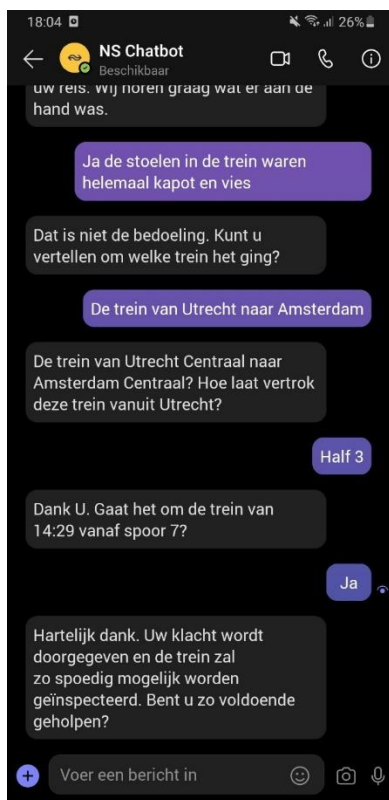 18:04 26%
NS Chatbot
Beschikbaar
uw reis. Wij horen graag wat er aan de
hand was.
Ja de stoelen in de trein waren
helemaal kapot en vies
Dat is niet de bedoeling. Kunt u
vertellen om welke trein het ging?
De trein van Utrecht naar Amsterdam
De trein van Utrecht Centraal naar
Amsterdam Centraal? Hoe laat vertrok
deze trein vanuit Utrecht?
Half 3
Dank U. Gaat het om de trein van
14:29 vanaf spoor 7?
Ja
Hartelijk dank. Uw klacht wordt
doorgegeven en de trein zal
zo spoedig mogelijk worden
geïnspecteerd. Bent u zo voldoende
geholpen?
Voer een bericht in